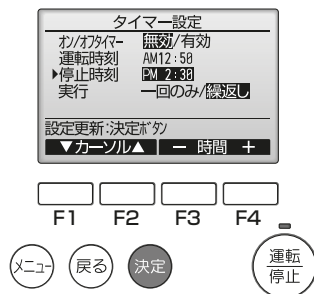 タイマー設定
オン/オフタイマー 無効/有効
運転時刻 AM12:50
▶停止時刻 PM 2:30
実行 一回のみ/繰返し
設定更新:決定ボタン
▼カーソル▲ － 時間 ＋
F1 F2 F3 F4
メニュー 戻る 決定 運転
停止